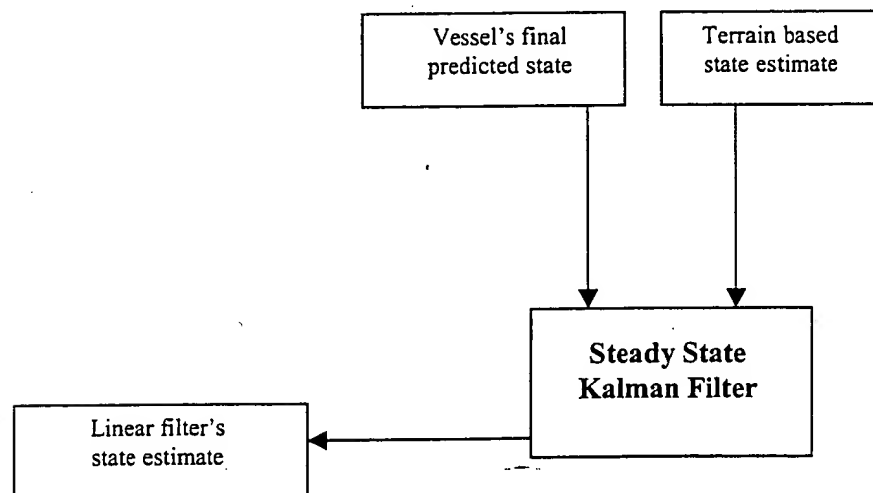 Vessel's final
predicted state
Terrain based
state estimate
Steady State
Kalman Filter
Linear filter's
state estimate